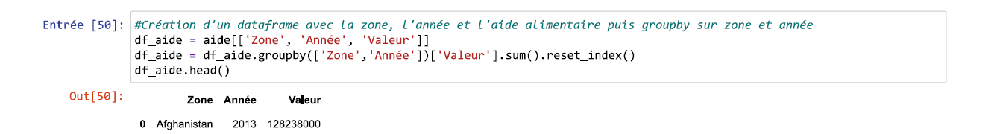 Entrée [50]: #Création d'un dataframe avec la zone, l'année et l'aide alimentaire puis groupby sur zone et année
df_aide = aide[['Zone', 'Année', 'Valeur']]
df_aide = df_aide.groupby(['Zone','Année'])['Valeur'].sum().reset_index()
df_aide.head()
Out[50]:
Zone Année Valeur
0 Afghanistan 2013 128238000